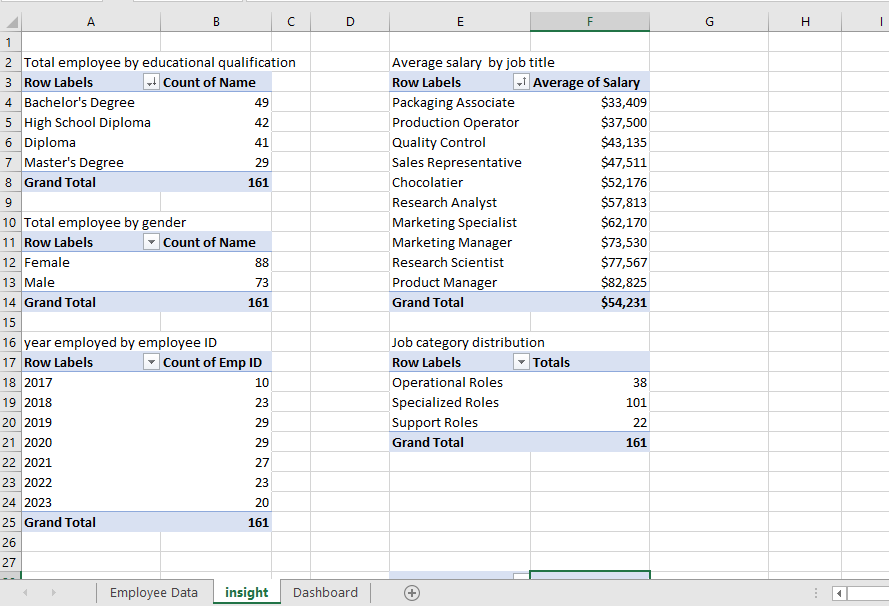 A B C D E F G H I
1
2 Total employee by educational qualification Average salary by job title
3 Row Labels Count of Name Row Labels Average of Salary
4 Bachelor's Degree 49 Packaging Associate $33,409
5 High School Diploma 42 Production Operator $37,500
6 Diploma 41 Quality Control $43,135
7 Master's Degree 29 Sales Representative $47,511
8 Grand Total 161 Chocolatier $52,176
9 Research Analyst $57,813
10 Total employee by gender Marketing Specialist $62,170
11 Row Labels Count of Name Marketing Manager $73,530
12 Female 88 Research Scientist $77,567
13 Male 73 Product Manager $82,825
14 Grand Total 161 Grand Total $54,231
15
16 year employed by employee ID Job category distribution
17 Row Labels Count of Emp ID Row Labels Totals
18 2017 10 Operational Roles 38
19 2018 23 Specialized Roles 101
20 2019 29 Support Roles 22
21 2020 29 Grand Total 161
22 2021 27
23 2022 23
24 2023 20
25 Grand Total 161
26
27
Employee Data insight Dashboard